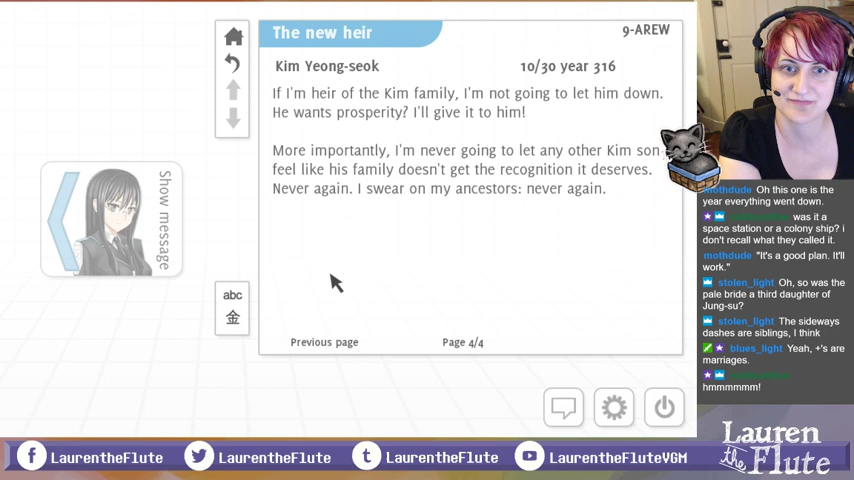 The new heir
9-AREW
Kim Yeong-seok
10/30 year 316
If I'm heir of the Kim family, I'm not going to let him down.
He wants prosperity? I'll give it to him!
More importantly, I'm never going to let any other Kim son
feel like his family doesn't get the recognition it deserves.
Never again. I swear on my ancestors: never again.
Show message
abc
金
Previous page
Page 4/4
mothdude Oh this one is the
year everything went down.
was it a
space station or a colony ship? i
don't recall what they called it.
mothdude "It's a good plan. It'll
work."
stolen_light Oh, so was the
pale bride a third daughter of
Jung-su?
stolen_light The sideways
dashes are siblings, I think
blues_light Yeah, +'s are
marriages.
hmmmmmm!
LaurentheFlute
LaurentheFlute
LaurentheFlute
LaurentheFluteVGM
Lauren
the Flute